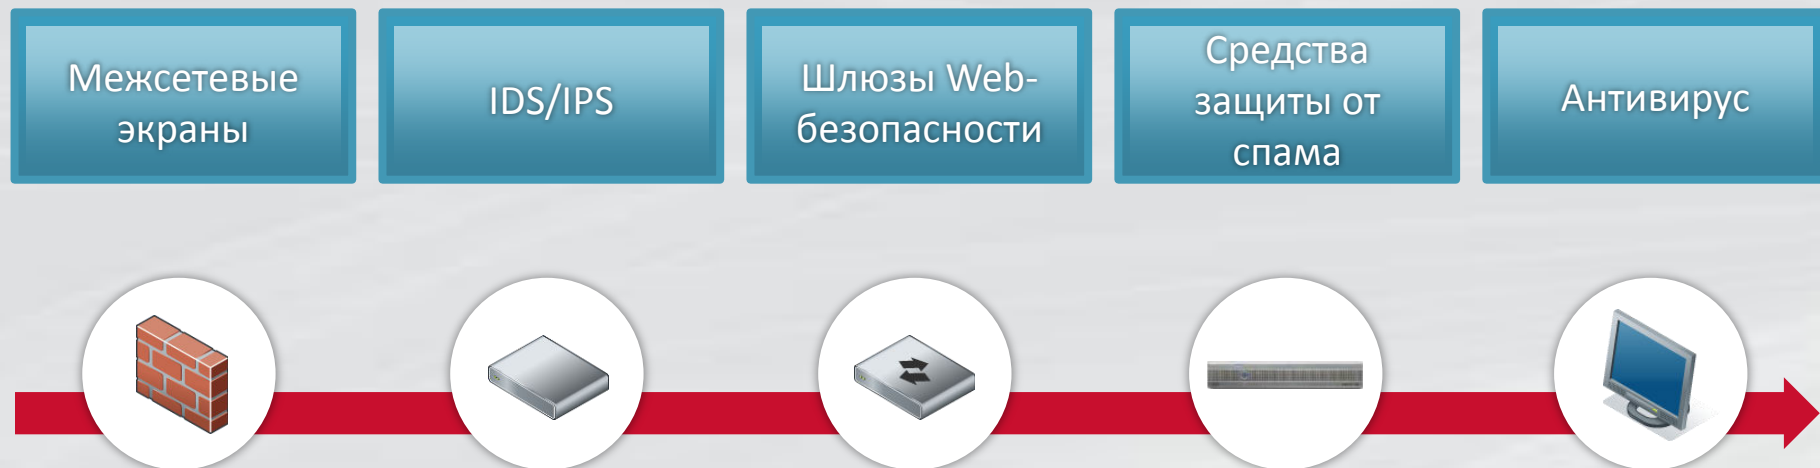 Межсетевые
экраны
IDS/IPS
Шлюзы Web-
безопасности
Средства
защиты от
спама
Антивирус